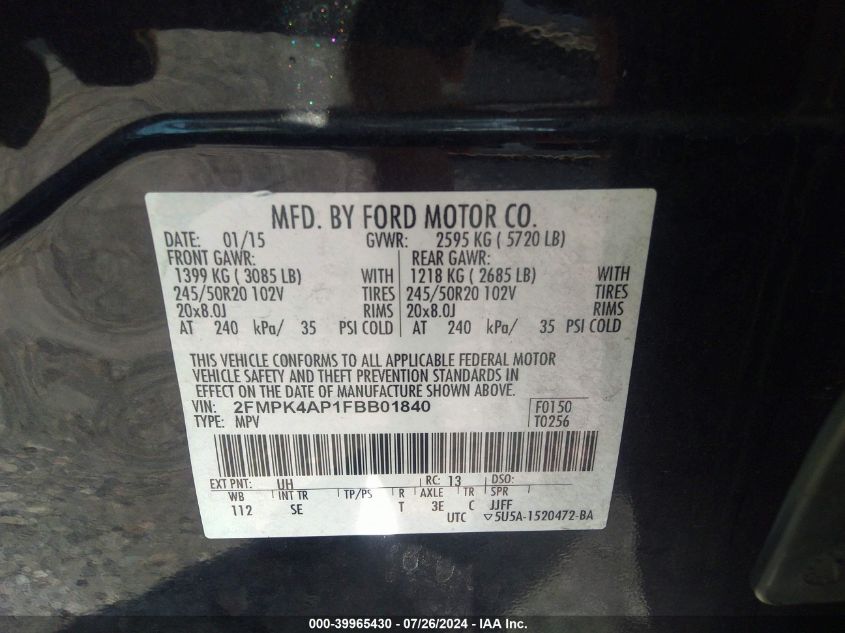 MFD. BY FORD MOTOR CO.
DATE: 01/15 GVWR: 2595 KG ( 5720 LB)
FRONT GAWR: REAR GAWR:
1399 KG ( 3085 LB) WITH 1218 KG ( 2685 LB) WITH
245/50R20 102V TIRES 245/50R20 102V TIRES
20x8.0J RIMS 20x8.0J RIMS
AT 240 kPa/ 35 PSI COLD AT 240 kPa/ 35 PSI COLD
THIS VEHICLE CONFORMS TO ALL APPLICABLE FEDERAL MOTOR
VEHICLE SAFETY AND THEFT PREVENTION STANDARDS IN
EFFECT ON THE DATE OF MANUFACTURE SHOWN ABOVE.
VIN: 2FMPK4AP1FBB01840 F0150
TYPE: MPV T0256
EXT PNT: UH RC: 13 DSO:
WB INT TR TP/PS R AXLE TR SPR
112 SE T 3E C JJFF
UTC ▽5U5A-1520472-BA
000-39965430 - 07/26/2024 - IAA Inc.